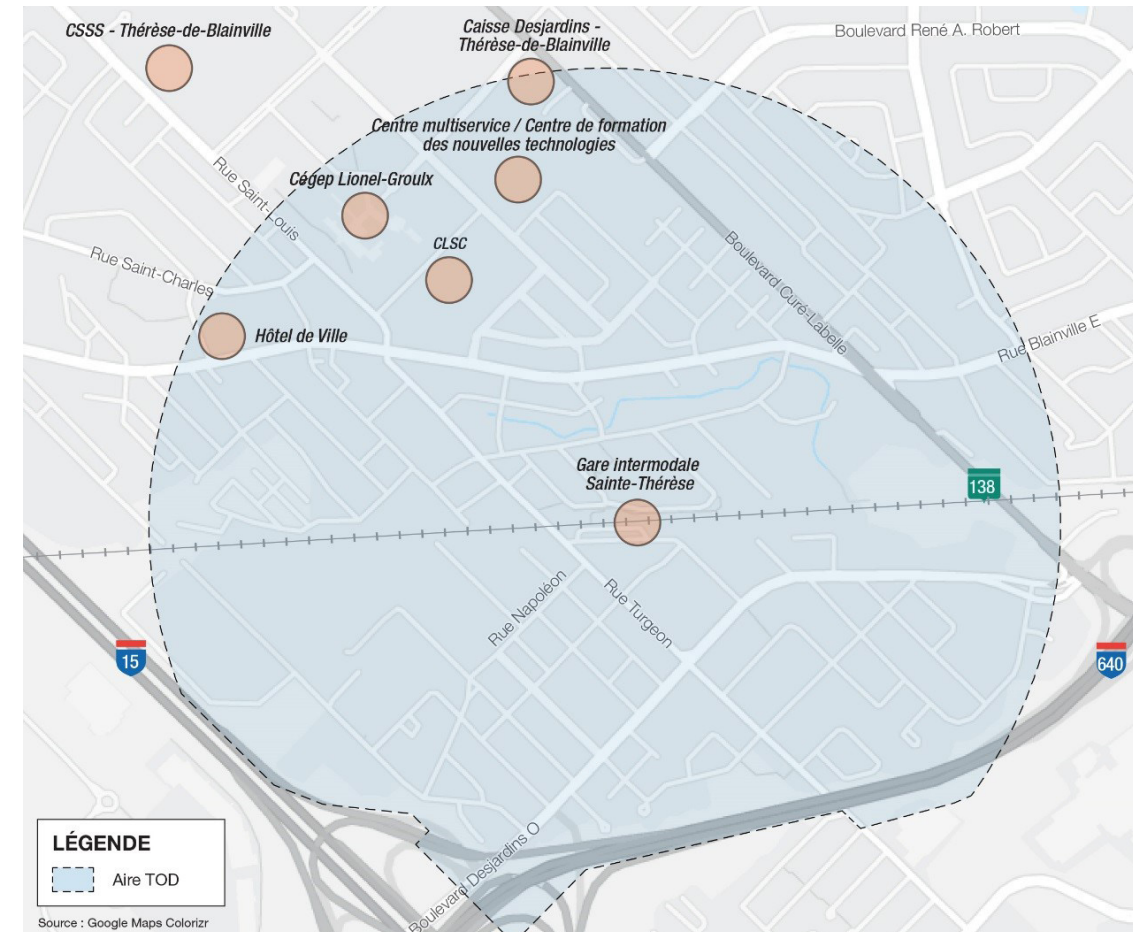 CSSS - Thérèse-de-Blainville
Caisse Desjardins -
Thérèse-de-Blainville
Boulevard René A. Robert
Centre multiservice / Centre de formation
des nouvelles technologies
Cégep Lionel-Groulx
Rue Saint-Louis
CLSC
Rue Saint-Charles
Boulevard Curé-Labelle
Hôtel de Ville
Rue Blainville E
Gare intermodale
Sainte-Thérèse
138
Rue Napoléon
Rue Turgeon
15
640
Boulevard Desjardins O
LÉGENDE
Aire TOD
Source : Google Maps Colorizr